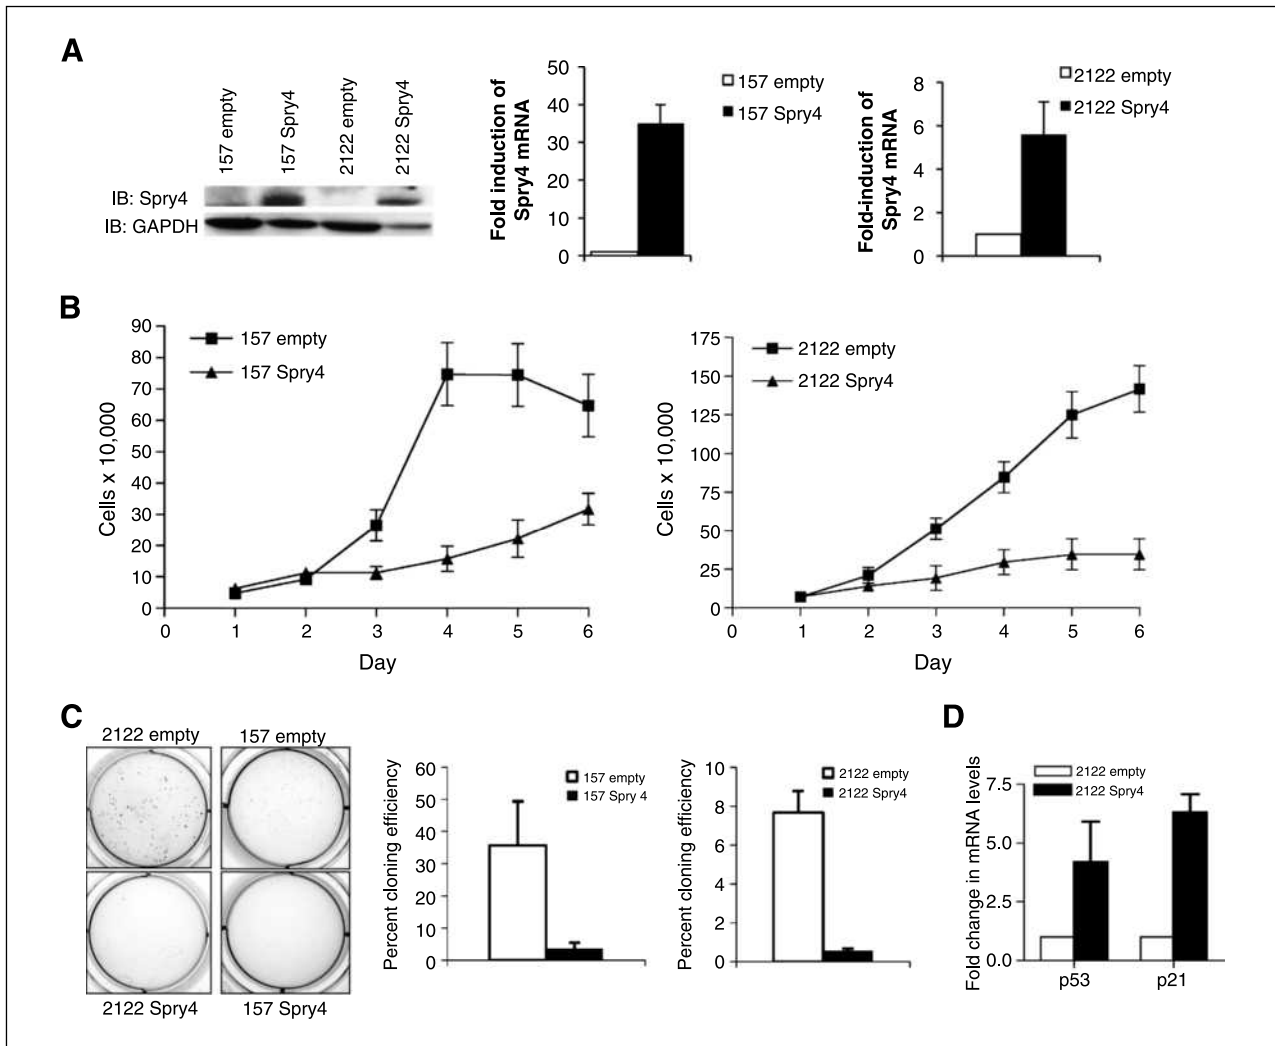 A
157 empty
157 Spry4
2122 empty
2122 Spry4
IB: Spry4
IB: GAPDH
Fold induction of
Spry4 mRNA
50
40
30
20
10
0
157 empty
157 Spry4
Fold-induction of
Spry4 mRNA
8
6
4
2
0
2122 empty
2122 Spry4
B
Cells x 10,000
90
80
70
60
50
40
30
20
10
0
157 empty
157 Spry4
0 1 2 3 4 5 6
Day
Cells x 10,000
175
150
125
100
75
50
25
0
2122 empty
2122 Spry4
0 1 2 3 4 5 6
Day
C
2122 empty
157 empty
2122 Spry4
157 Spry4
Percent cloning efficiency
60
50
40
30
20
10
0
157 empty
157 Spry 4
Percent cloning efficiency
10
8
6
4
2
0
2122 empty
2122 Spry4
D
Fold change in mRNA levels
7.5
5.0
2.5
0.0
2122 empty
2122 Spry4
p53 p21